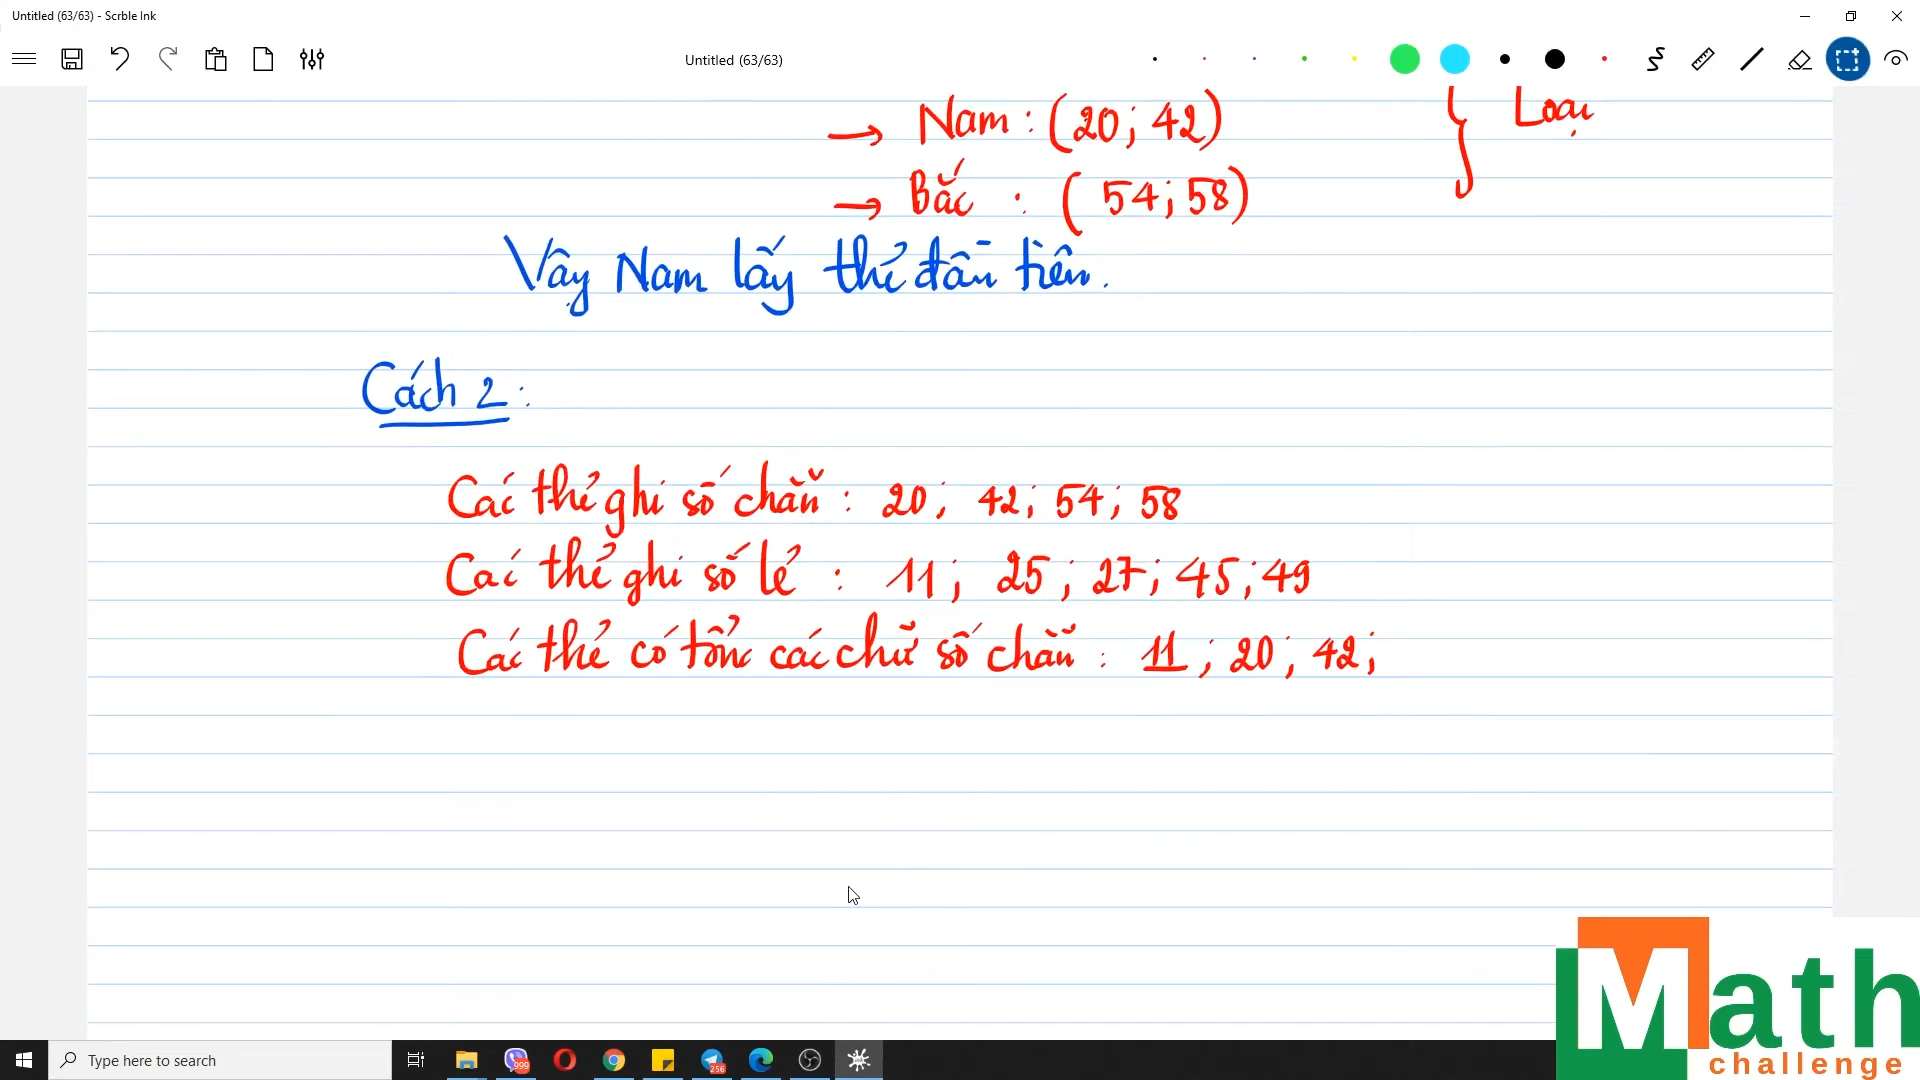 Untitled (63/63) - Scrble Ink
Untitled (63/63)
→ Nam : (20; 42)
Loại
→ Bắc : ( 54; 58)
Vậy Nam lấy thẻ đầu tiên.
Cách 2 :
Các thẻ ghi số chẵn : 20; 42; 54; 58
Các thẻ ghi số lẻ : 11; 25; 27; 45; 49
Các thẻ có tổng các chữ số chẵn : 11; 20; 42;
Math
challenge
Type here to search
999
256